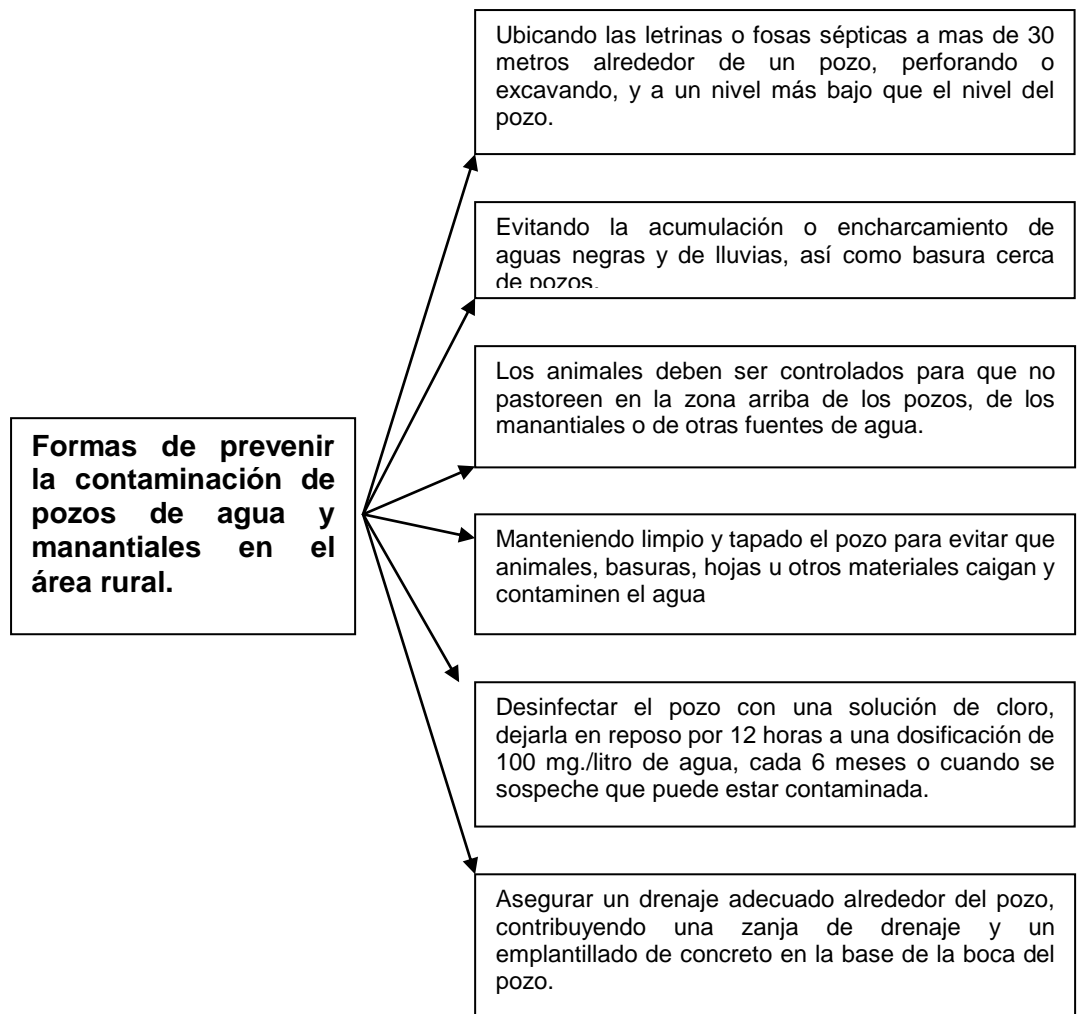 Ubicando las letrinas o fosas sépticas a mas de 30
metros alrededor de un pozo, perforando o
excavando, y a un nivel más bajo que el nivel del
pozo.
Evitando la acumulación o encharcamiento de
aguas negras y de lluvias, así como basura cerca
de pozos.
Los animales deben ser controlados para que no
pastoreen en la zona arriba de los pozos, de los
manantiales o de otras fuentes de agua.
Formas de prevenir
la contaminación de
pozos de agua y
manantiales en el
área rural.
Manteniendo limpio y tapado el pozo para evitar que
animales, basuras, hojas u otros materiales caigan y
contaminen el agua
Desinfectar el pozo con una solución de cloro,
dejarla en reposo por 12 horas a una dosificación de
100 mg./litro de agua, cada 6 meses o cuando se
sospeche que puede estar contaminada.
Asegurar un drenaje adecuado alrededor del pozo,
contribuyendo una zanja de drenaje y un
emplantillado de concreto en la base de la boca del
pozo.